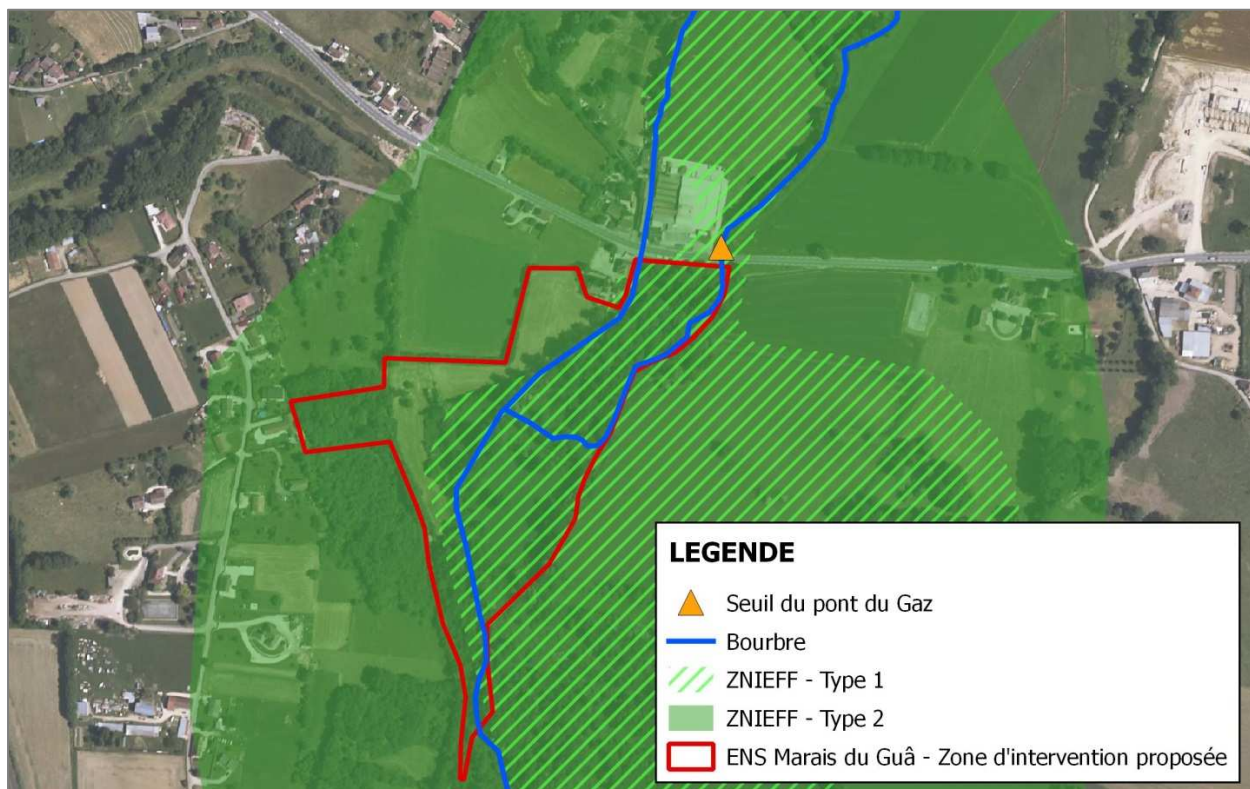 LEGENDE
Seuil du pont du Gaz
Bourbre
ZNIEFF - Type 1
ZNIEFF - Type 2
ENS Marais du Guâ - Zone d'intervention proposée